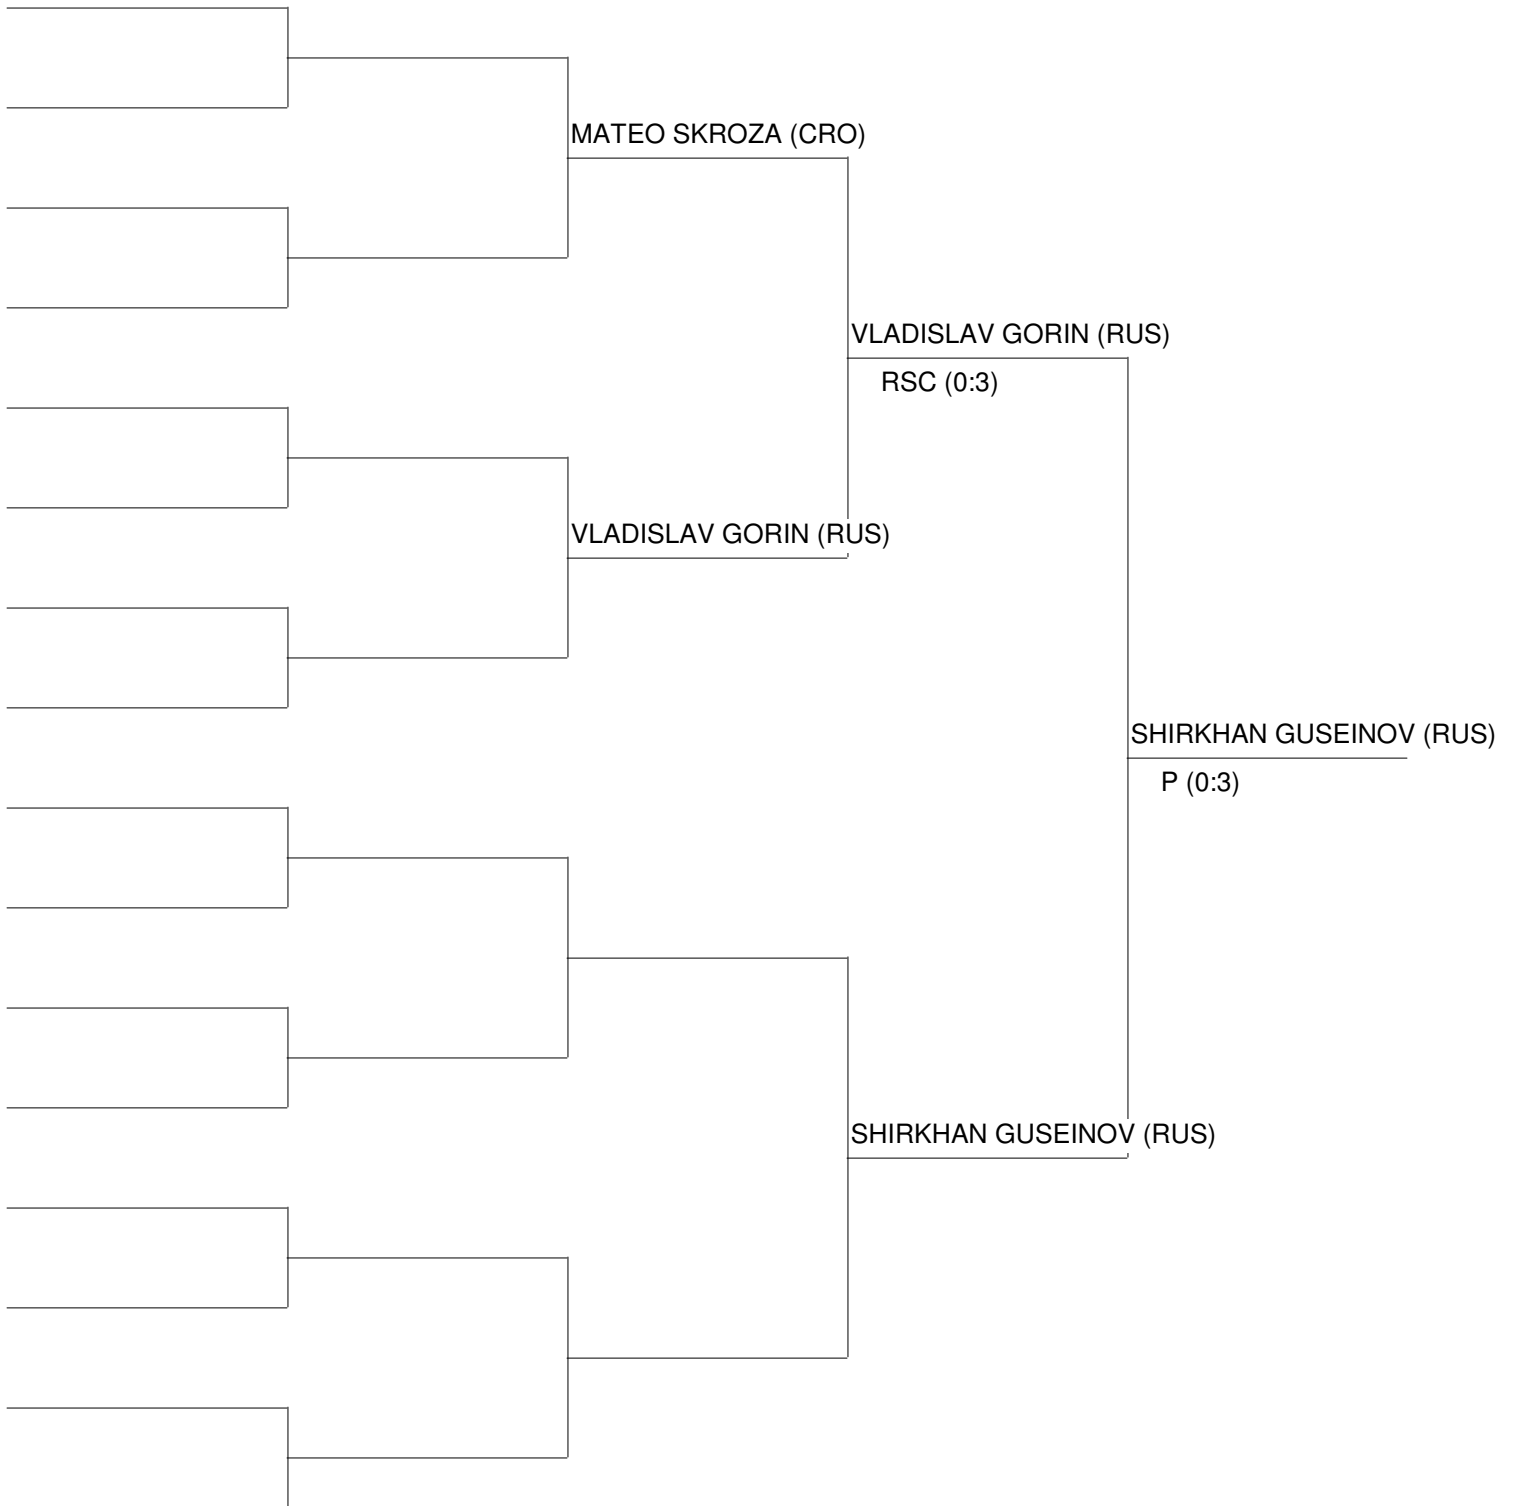 MATEO SKROZA (CRO)
VLADISLAV GORIN (RUS)
RSC (0:3)
VLADISLAV GORIN (RUS)
SHIRKHAN GUSEINOV (RUS)
P (0:3)
SHIRKHAN GUSEINOV (RUS)